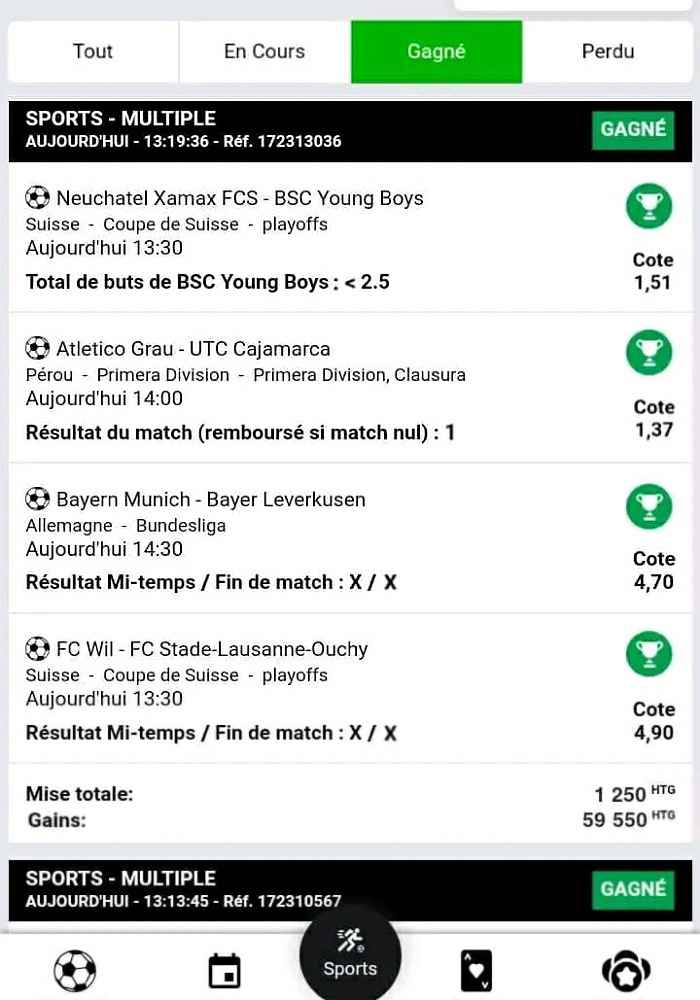 Tout
En Cours
Gagné
Perdu
SPORTS - MULTIPLE
AUJOURD'HUI - 13:19:36 - Réf. 172313036
GAGNÉ
Neuchatel Xamax FCS - BSC Young Boys
Suisse - Coupe de Suisse - playoffs
Aujourd'hui 13:30
Total de buts de BSC Young Boys : < 2.5
Cote
1,51
Atletico Grau - UTC Cajamarca
Pérou - Primera Division - Primera Division, Clausura
Aujourd'hui 14:00
Résultat du match (remboursé si match nul) : 1
Cote
1,37
Bayern Munich - Bayer Leverkusen
Allemagne - Bundesliga
Aujourd'hui 14:30
Résultat Mi-temps / Fin de match : X / X
Cote
4,70
FC Wil - FC Stade-Lausanne-Ouchy
Suisse - Coupe de Suisse - playoffs
Aujourd'hui 13:30
Résultat Mi-temps / Fin de match : X / X
Cote
4,90
Mise totale: 1 250 HTG
Gains: 59 550 HTG
SPORTS - MULTIPLE
AUJOURD'HUI - 13:13:45 - Réf. 172310567
GAGNÉ
Sports